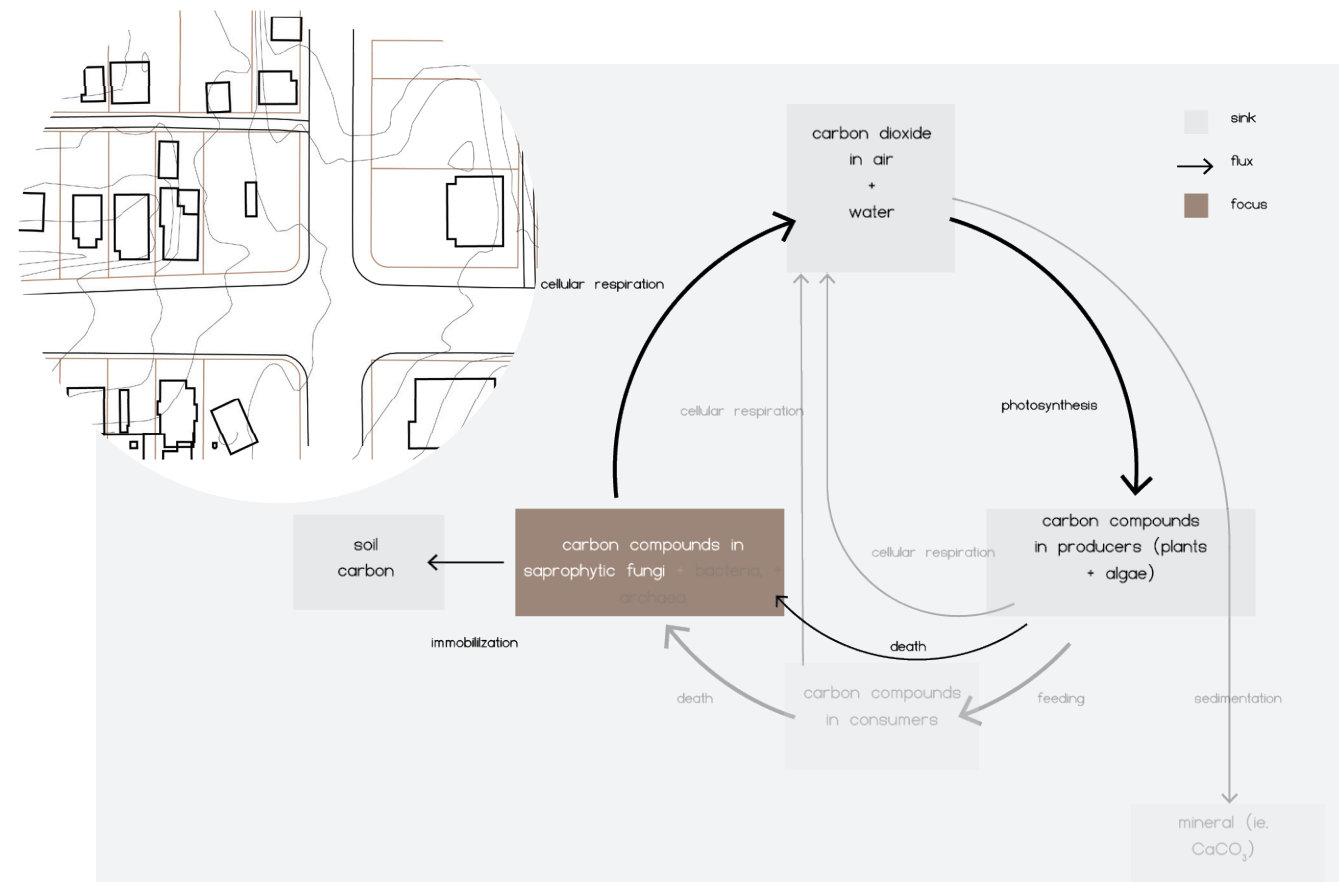 carbon dioxide
in air
+
water
sink
flux
focus
cellular respiration
cellular respiration
photosynthesis
soil
carbon
carbon compounds in
saprophytic fungi + bacteria, +
archaea
cellular respiration
carbon compounds
in producers (plants
+ algae)
immobililzation
death
death
carbon compounds
in consumers
feeding
sedimentation
mineral (ie.
CaCO₃)